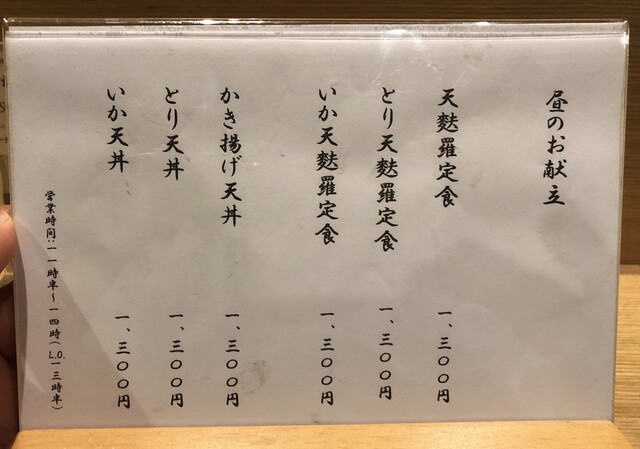 昼のお献立
天麩羅定食 一、三〇〇円
とり天麩羅定食 一、三〇〇円
いか天麩羅定食 一、三〇〇円
かき揚げ天丼 一、三〇〇円
とり天丼 一、三〇〇円
いか天丼 一、三〇〇円
営業時間:一一時半~一四時(L.O.一三時半)